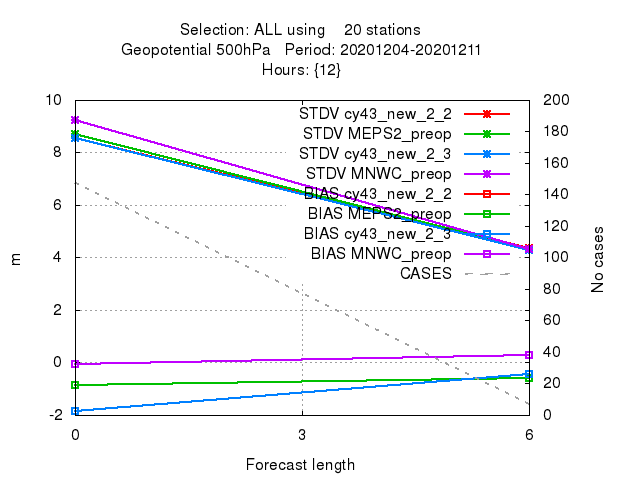 Selection: ALL using 20 stations
Geopotential 500hPa Period: 20201204-20201211
Hours: {12}
10 200
STDV cy43_new_2_2
180
STDV MEPS2_preop
8 160
STDV cy43_new_2_3
STDV MNWC_preop
140
BIAS cy43_new_2_2
6 120
BIAS MEPS2_preop
BIAS cy43_new_2_3
BIAS MNWC_preop
4 100
CASES
80
2 60
40
0
20
-2 0
0 3 6
m
No cases
Forecast length